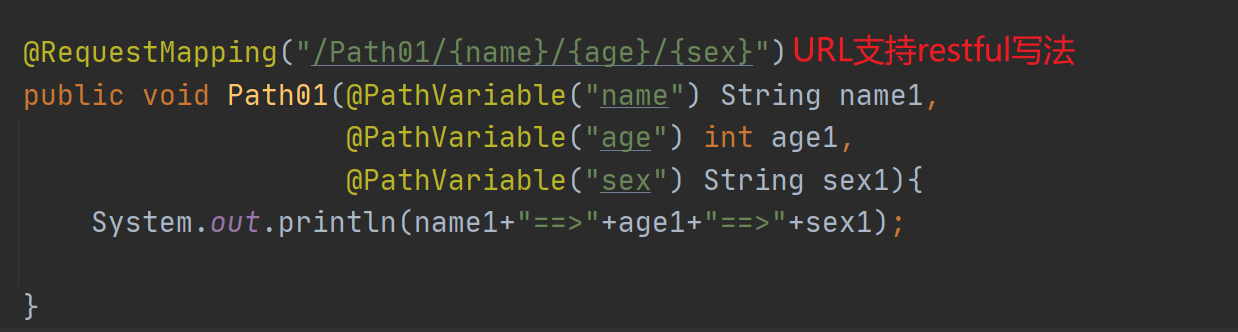 @RequestMapping("/Path01/{name}/{age}/{sex}") URL支持restful写法
public void Path01(@PathVariable("name") String name1,
@PathVariable("age") int age1,
@PathVariable("sex") String sex1){
System.out.println(name1+"==>"+age1+"==>"+sex1);
}